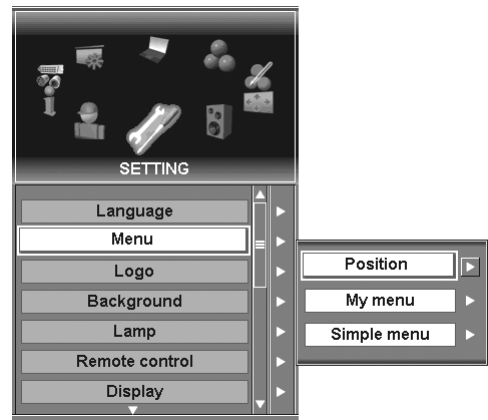 SETTING
Language
Menu
Logo
Background
Lamp
Remote control
Display
Position
My menu
Simple menu